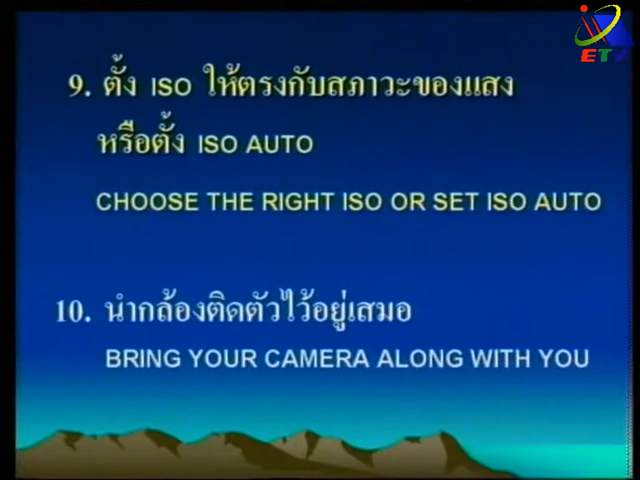 ETV
9. ตั้ง ISO ให้ตรงกับสภาวะของแสง
หรือตั้ง ISO AUTO
CHOOSE THE RIGHT ISO OR SET ISO AUTO
10. นำกล้องติดตัวไว้อยู่เสมอ
BRING YOUR CAMERA ALONG WITH YOU